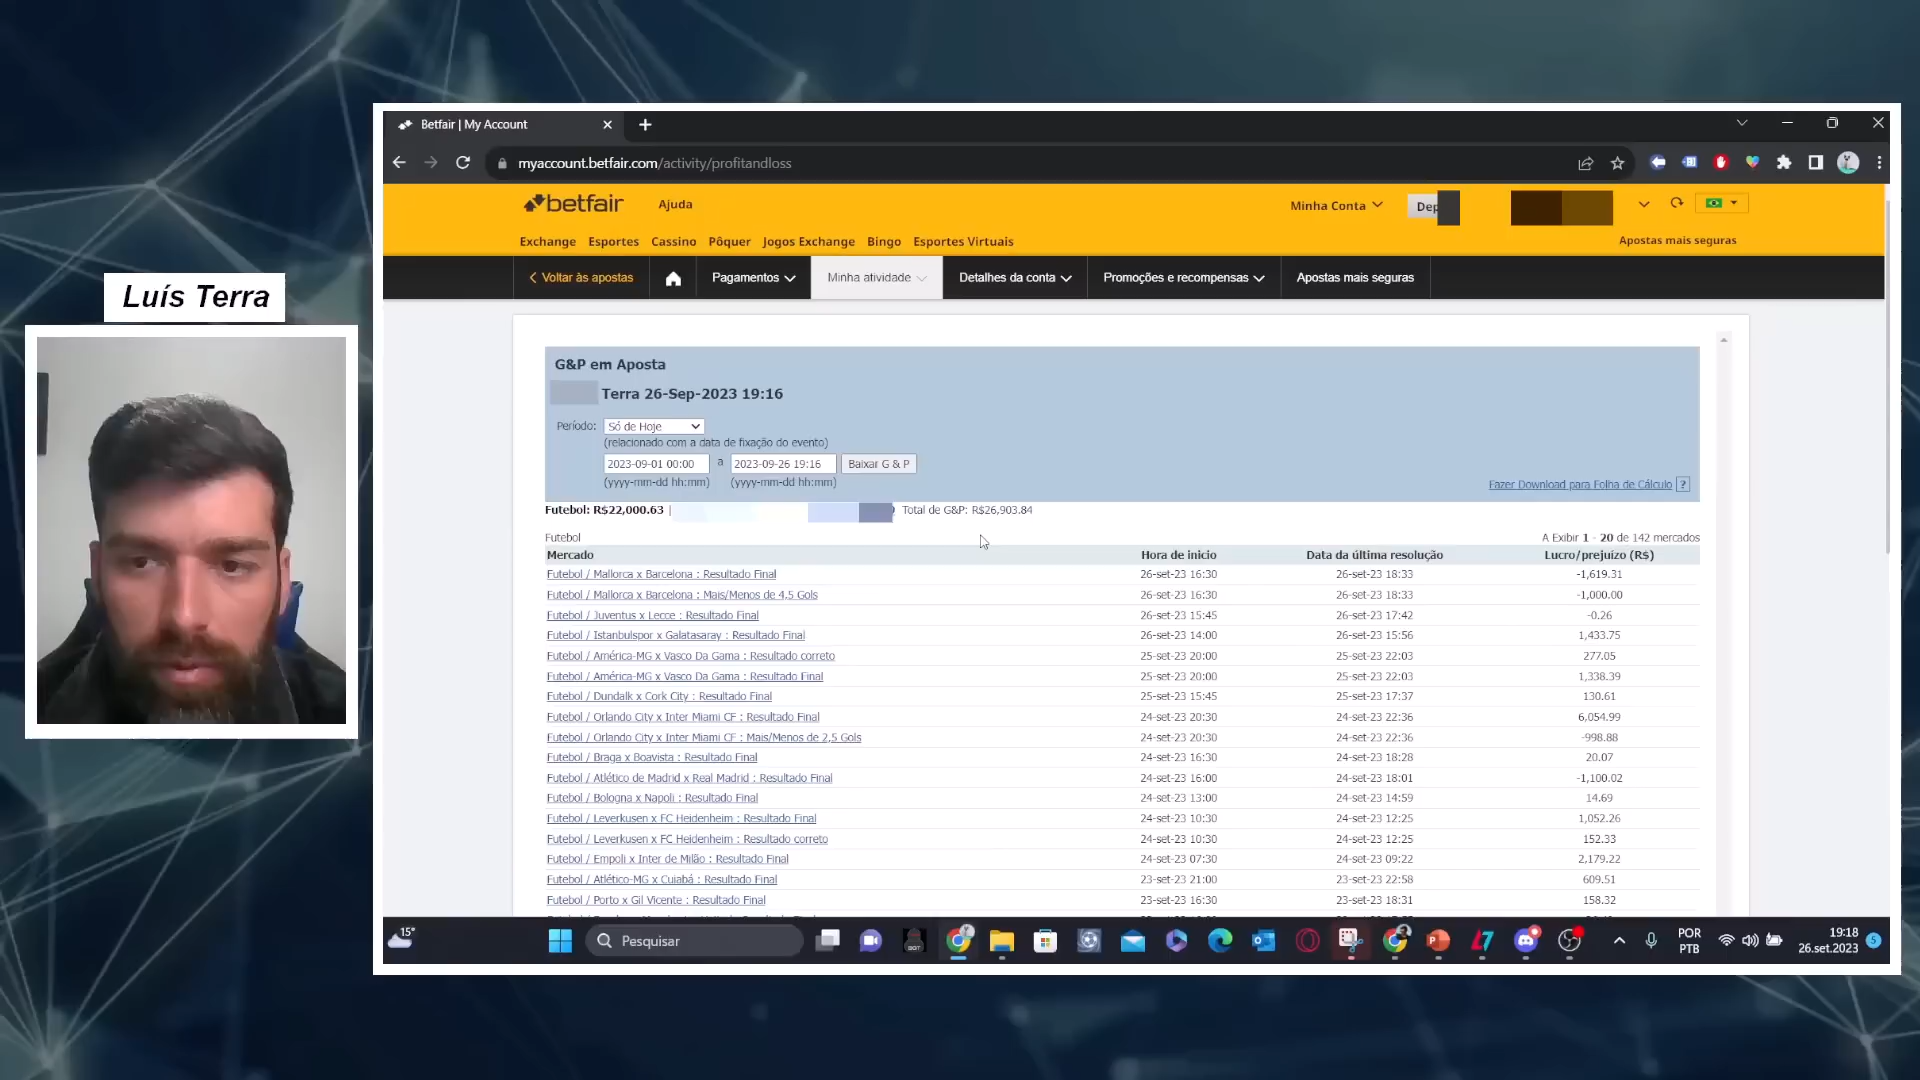 Luís Terra
Betfair | My Account
myaccount.betfair.com/activity/profitandloss
betfair
Ajuda
Minha Conta
Dep
Exchange Esportes Cassino Pôquer Jogos Exchange Bingo Esportes Virtuais
Apostas mais seguras
Voltar às apostas
Pagamentos
Minha atividade
Detalhes da conta
Promoções e recompensas
Apostas mais seguras
G&P em Aposta
Terra 26-Sep-2023 19:16
Período: Só de Hoje
(relacionado com a data de fixação do evento)
2023-09-01 00:00 a 2023-09-26 19:16 Baixar G & P
(yyyy-mm-dd hh:mm) (yyyy-mm-dd hh:mm)
Fazer Download para Folha de Cálculo ?
Futebol: R$22,000.63 | Total de G&P: R$26,903.84
Futebol A Exibir 1 - 20 de 142 mercados
Mercado Hora de inicio Data da última resolução Lucro/prejuízo (R$)
Futebol / Mallorca x Barcelona : Resultado Final 26-set-23 16:30 26-set-23 18:33 -1,619.31
Futebol / Mallorca x Barcelona : Mais/Menos de 4,5 Gols 26-set-23 16:30 26-set-23 18:33 -1,000.00
Futebol / Juventus x Lecce : Resultado Final 26-set-23 15:45 26-set-23 17:42 -0.26
Futebol / Istanbulspor x Galatasaray : Resultado Final 26-set-23 14:00 26-set-23 15:56 1,433.75
Futebol / América-MG x Vasco Da Gama : Resultado correto 25-set-23 20:00 25-set-23 22:03 277.05
Futebol / América-MG x Vasco Da Gama : Resultado Final 25-set-23 20:00 25-set-23 22:03 1,338.39
Futebol / Dundalk x Cork City : Resultado Final 25-set-23 15:45 25-set-23 17:37 130.61
Futebol / Orlando City x Inter Miami CF : Resultado Final 24-set-23 20:30 24-set-23 22:36 6,054.99
Futebol / Orlando City x Inter Miami CF : Mais/Menos de 2,5 Gols 24-set-23 20:30 24-set-23 22:36 -998.88
Futebol / Braga x Boavista : Resultado Final 24-set-23 16:30 24-set-23 18:28 20.07
Futebol / Atlético de Madrid x Real Madrid : Resultado Final 24-set-23 16:00 24-set-23 18:01 -1,100.02
Futebol / Bologna x Napoli : Resultado Final 24-set-23 13:00 24-set-23 14:59 14.69
Futebol / Leverkusen x FC Heidenheim : Resultado Final 24-set-23 10:30 24-set-23 12:25 1,052.26
Futebol / Leverkusen x FC Heidenheim : Resultado correto 24-set-23 10:30 24-set-23 12:25 152.33
Futebol / Empoli x Inter de Milão : Resultado Final 24-set-23 07:30 24-set-23 09:22 2,179.22
Futebol / Atlético-MG x Cuiabá : Resultado Final 23-set-23 21:00 23-set-23 22:58 609.51
Futebol / Porto x Gil Vicente : Resultado Final 23-set-23 16:30 23-set-23 18:31 158.32
15°
Pesquisar
POR
PTB
19:18
26.set.2023
5